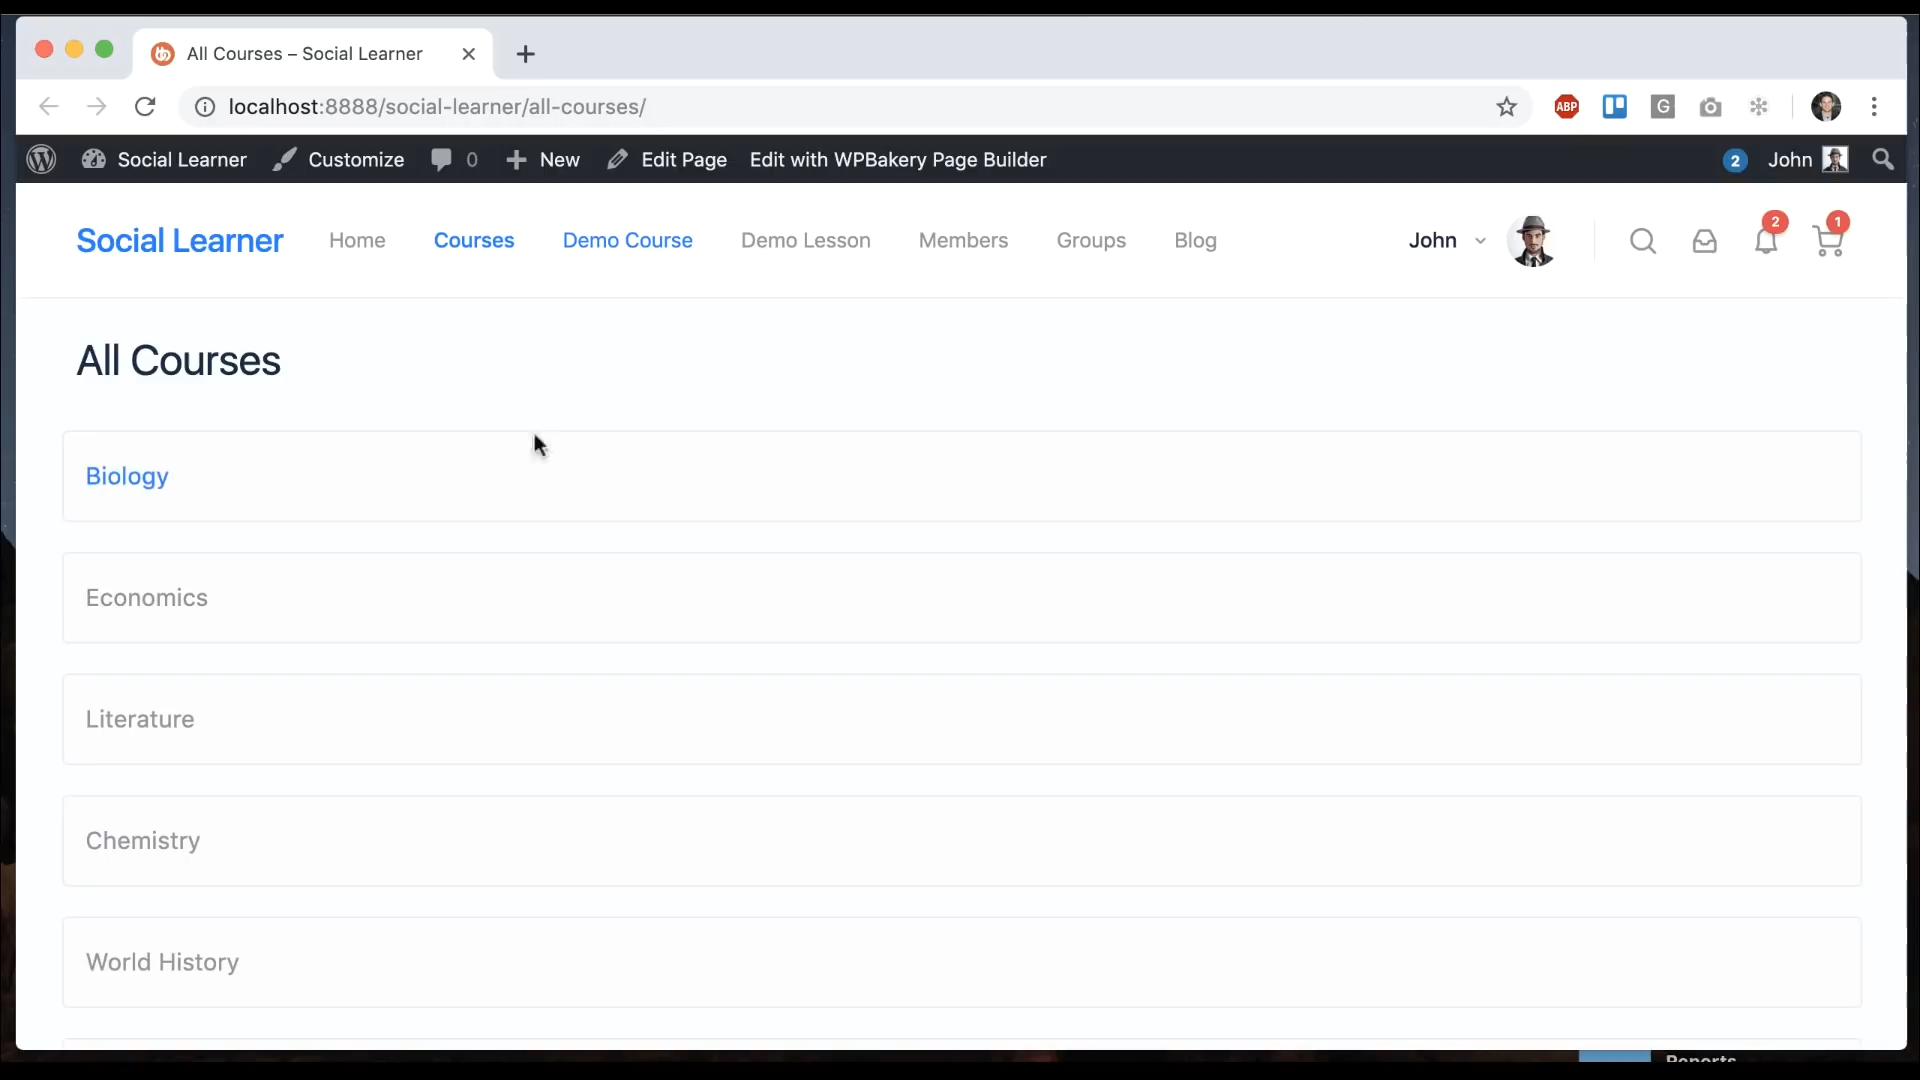 All Courses – Social Learner
localhost:8888/social-learner/all-courses/
ABP
G
Social Learner Customize 0 New Edit Page Edit with WPBakery Page Builder 2 John
Social Learner Home Courses Demo Course Demo Lesson Members Groups Blog John 2 1
All Courses
Biology
Economics
Literature
Chemistry
World History
Reports